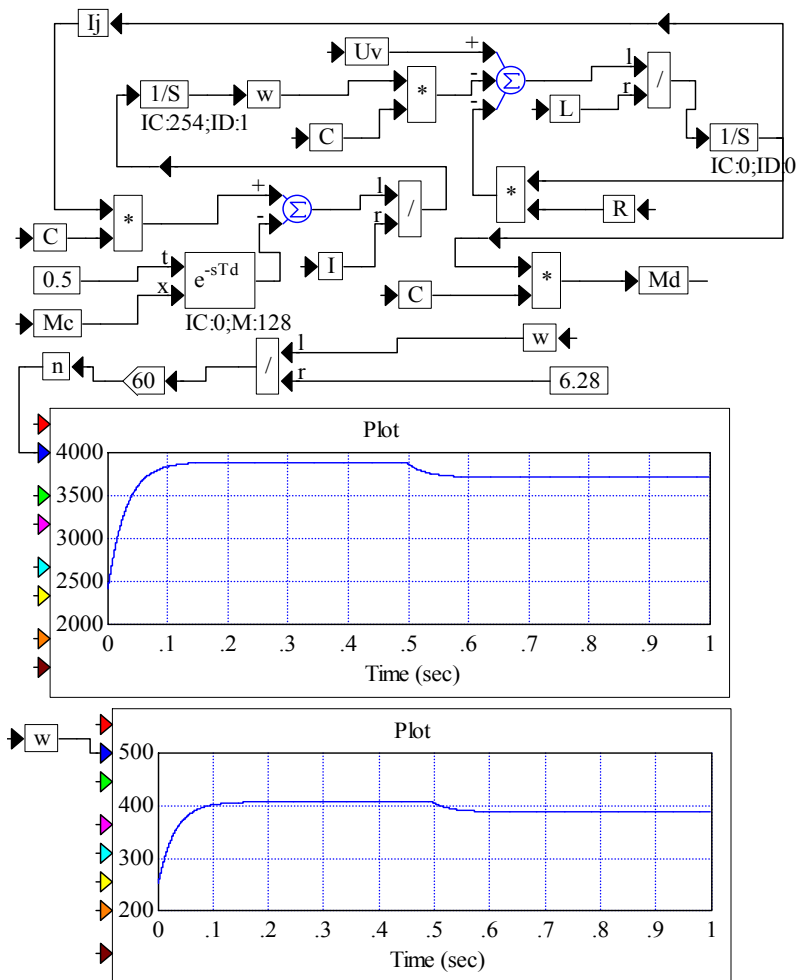 Ij
Uv
+
-
-
Σ
l
r
/
1/S
IC:254;ID:1
w
*
C
L
1/S
IC:0;ID:0
*
R
C
*
+
-
Σ
l
r
/
I
0.5
t
x
e-sTd
IC:0;M:128
Mc
C
*
Md
n
60
/
l
r
w
6.28
Plot
4000
3500
3000
2500
2000
0 .1 .2 .3 .4 .5 .6 .7 .8 .9 1
Time (sec)
w
Plot
500
400
300
200
0 .1 .2 .3 .4 .5 .6 .7 .8 .9 1
Time (sec)